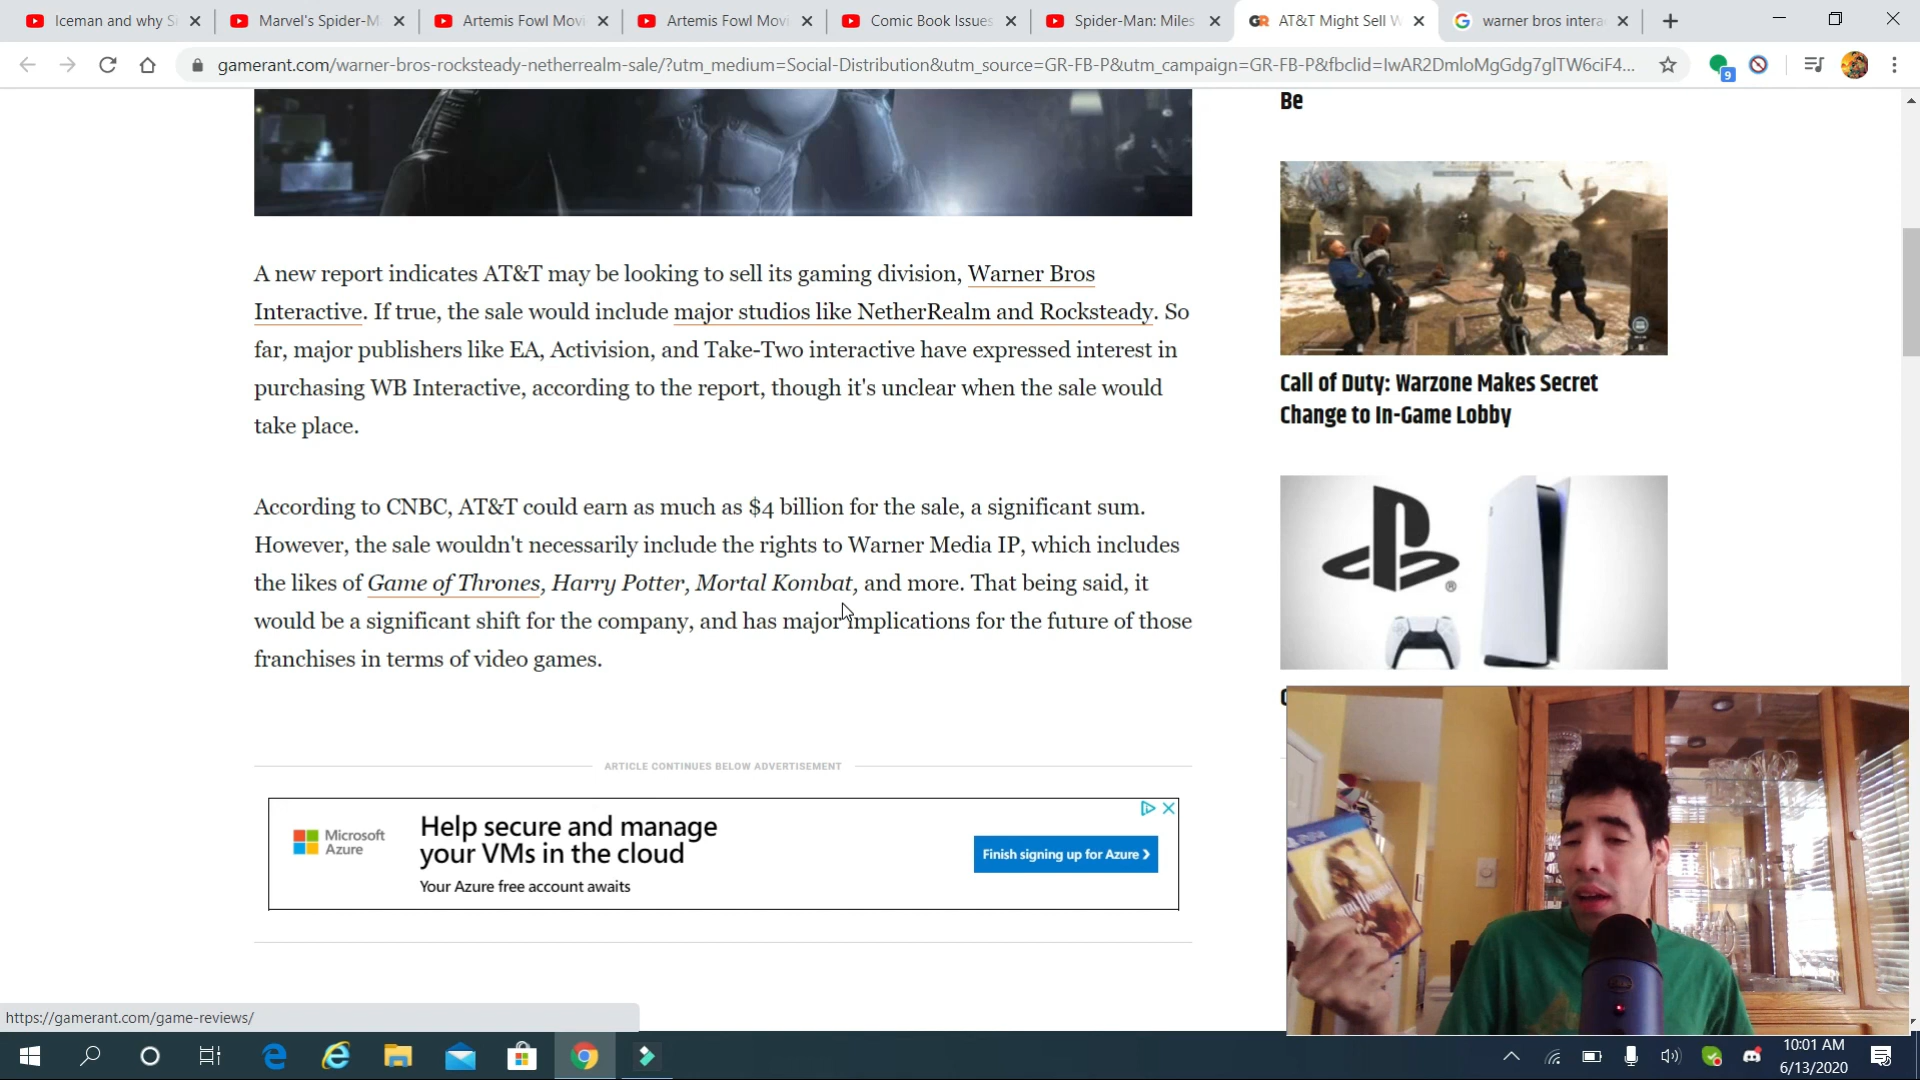 Iceman and why Si
Marvel's Spider-M
Artemis Fowl Movi
Artemis Fowl Movi
Comic Book Issues
Spider-Man: Miles
AT&T Might Sell W
warner bros intera
gamerant.com/warner-bros-rocksteady-netherrealm-sale/?utm_medium=Social-Distribution&utm_source=GR-FB-P&utm_campaign=GR-FB-P&fbclid=IwAR2DmloMgGdg7glTW6ciF4...
9
Be
A new report indicates AT&T may be looking to sell its gaming division, Warner Bros
Interactive. If true, the sale would include major studios like NetherRealm and Rocksteady. So
far, major publishers like EA, Activision, and Take-Two interactive have expressed interest in
purchasing WB Interactive, according to the report, though it's unclear when the sale would
take place.
According to CNBC, AT&T could earn as much as $4 billion for the sale, a significant sum.
However, the sale wouldn't necessarily include the rights to Warner Media IP, which includes
the likes of Game of Thrones, Harry Potter, Mortal Kombat, and more. That being said, it
would be a significant shift for the company, and has major implications for the future of those
franchises in terms of video games.
ARTICLE CONTINUES BELOW ADVERTISEMENT
Microsoft
Azure
Help secure and manage
your VMs in the cloud
Your Azure free account awaits
Finish signing up for Azure ❯
Call of Duty: Warzone Makes Secret
Change to In-Game Lobby
https://gamerant.com/game-reviews/
10:01 AM
6/13/2020